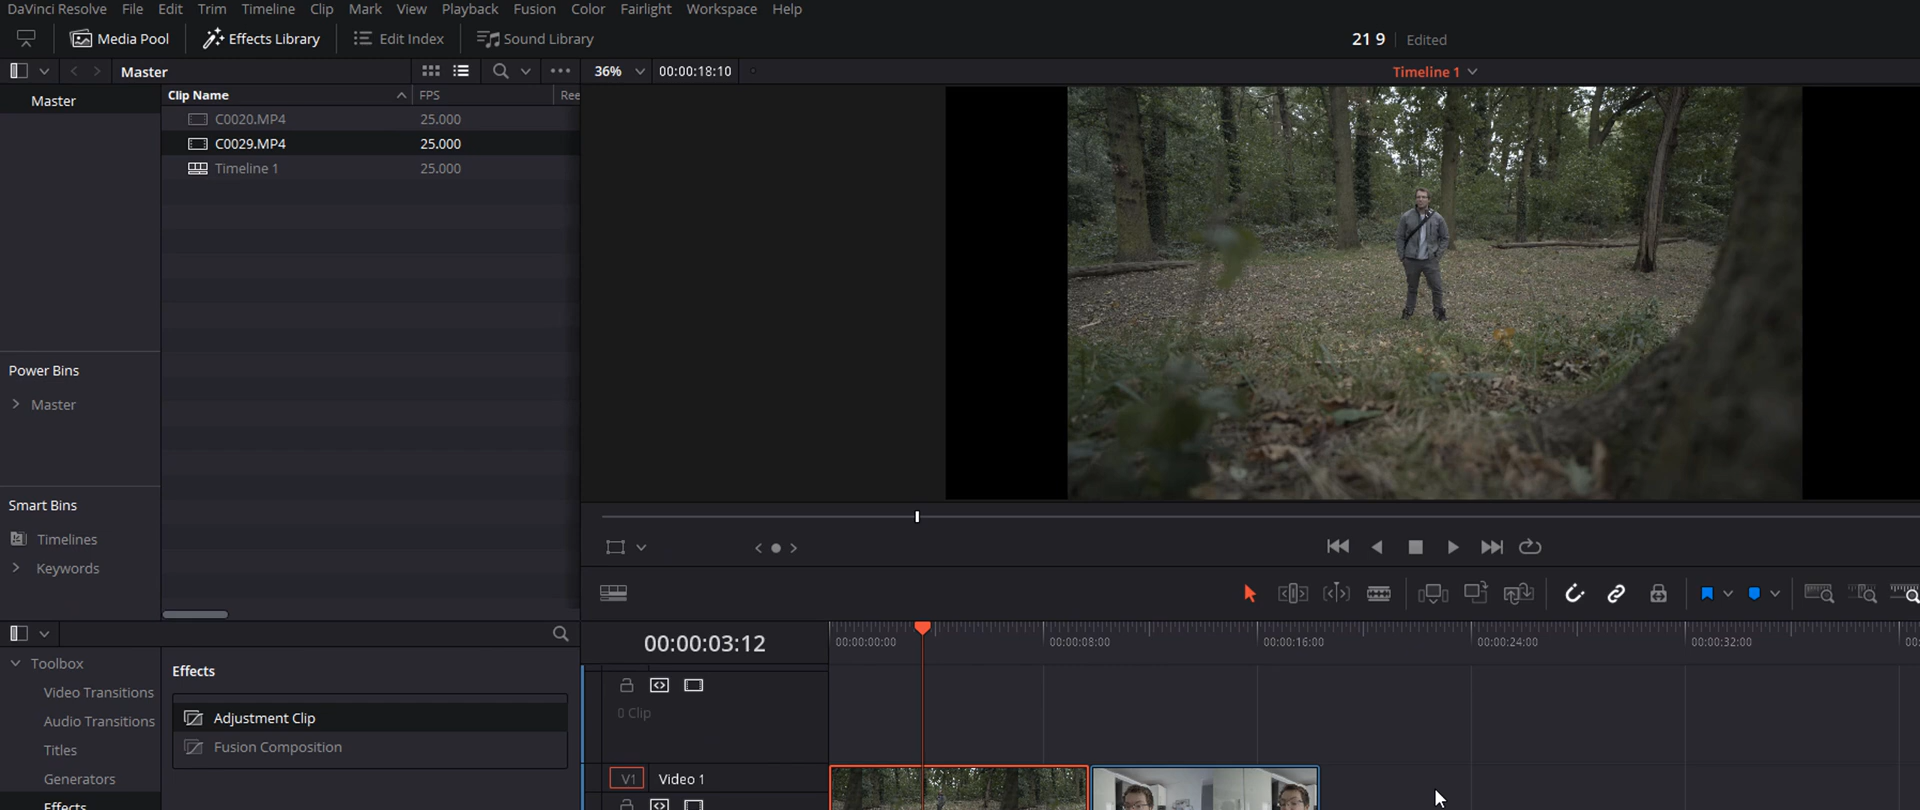 DaVinci Resolve File Edit Trim Timeline Clip Mark View Playback Fusion Color Fairlight Workspace Help
Media Pool Effects Library Edit Index Sound Library 21 9 Edited
Master 36% 00:00:18:10 Timeline 1
Master Clip Name FPS Ree
C0020.MP4 25.000
C0029.MP4 25.000
Timeline 1 25.000
Power Bins
Master
Smart Bins
Timelines
Keywords
00:00:03:12 00:00:00:00 00:00:08:00 00:00:16:00 00:00:24:00 00:00:32:00 00:
Toolbox Effects
Video Transitions
Audio Transitions
Titles
Generators
Effects
Adjustment Clip
Fusion Composition
0 Clip
V1 Video 1